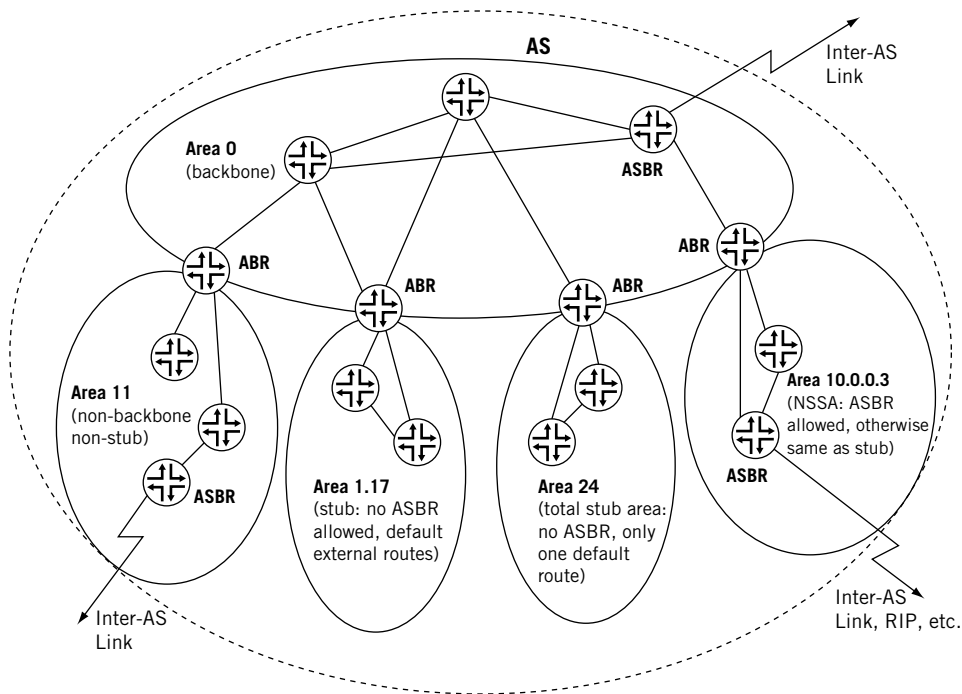 AS
Inter-AS
Link
Area 0
(backbone)
ASBR
ABR
ABR
ABR
ABR
Area 11
(non-backbone
non-stub)
ASBR
Area 1.17
(stub: no ASBR
allowed, default
external routes)
Area 24
(total stub area:
no ASBR, only
one default
route)
Area 10.0.0.3
(NSSA: ASBR
allowed, otherwise
same as stub)
ASBR
Inter-AS
Link
Inter-AS
Link, RIP, etc.